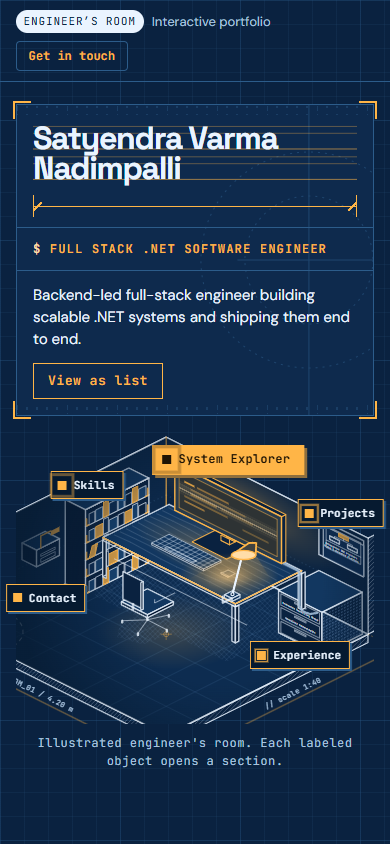 ENGINEER'S ROOM Interactive portfolio
Get in touch
Satyendra Varma
Nadimpalli
$ FULL STACK .NET SOFTWARE ENGINEER
Backend-led full-stack engineer building
scalable .NET systems and shipping them end
to end.
View as list
System Explorer
Skills
Projects
Contact
Experience
/ 4.20 m
// scale 1:40
Illustrated engineer's room. Each labeled
object opens a section.